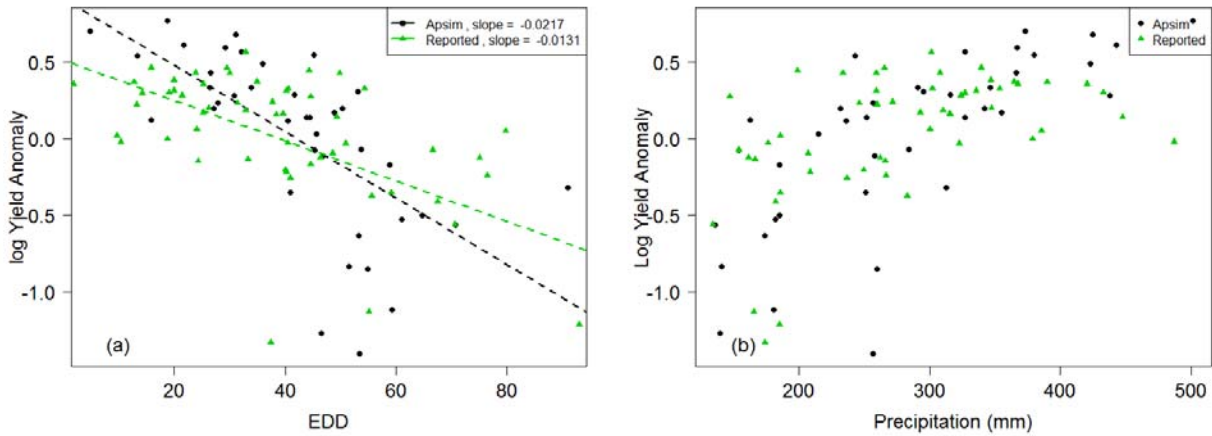 Apsim , slope = -0.0217
Reported , slope = -0.0131
log Yield Anomaly
0.5
0.0
-0.5
-1.0
(a)
20 40 60 80
EDD
Apsim
Reported
Log Yield Anomaly
0.5
0.0
-0.5
-1.0
(b)
200 300 400 500
Precipitation (mm)